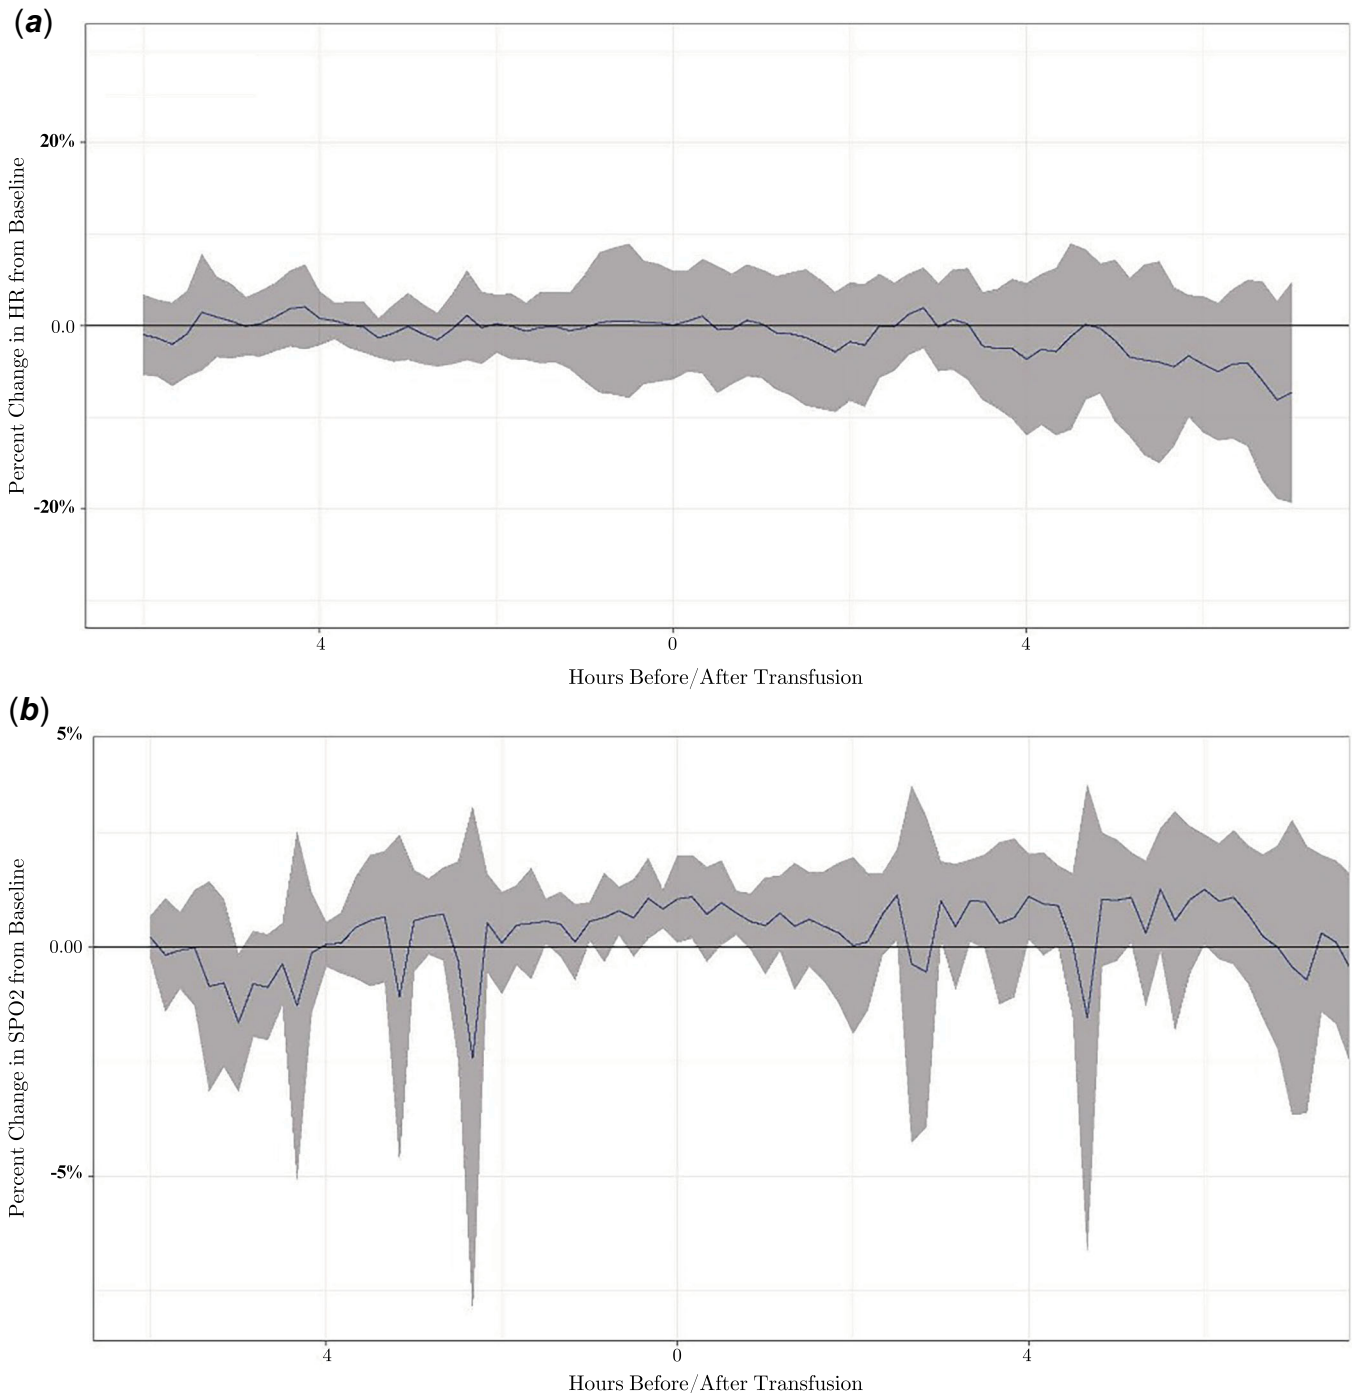 (a)
20%
0.0
-20%
Percent Change in HR from Baseline
4
0
4
Hours Before/After Transfusion
(b)
5%
0.00
-5%
Percent Change in SPO2 from Baseline
4
0
4
Hours Before/After Transfusion